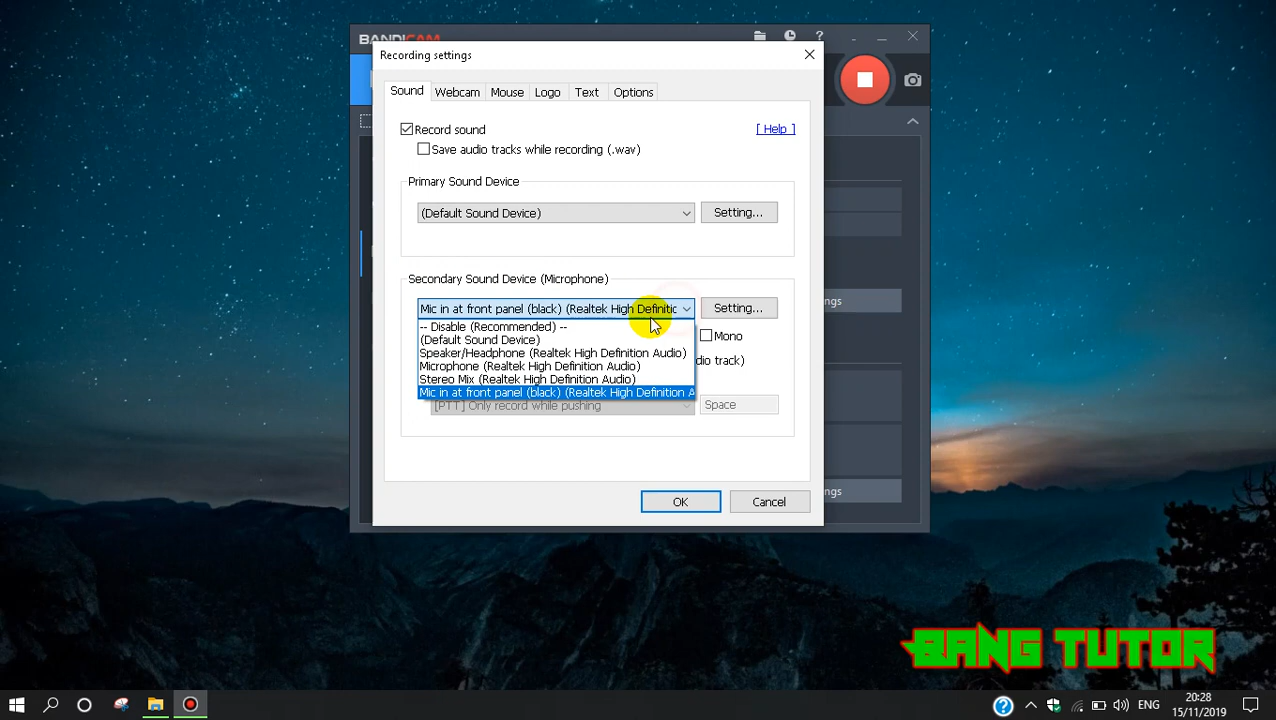 BANDICAM
?
Recording settings
Sound Webcam Mouse Logo Text Options
Record sound [ Help ]
Save audio tracks while recording (.wav)
Primary Sound Device
(Default Sound Device) Setting...
Secondary Sound Device (Microphone)
Mic in at front panel (black) (Realtek High Definitic Setting...
-- Disable (Recommended) --
(Default Sound Device) Mono
Speaker/Headphone (Realtek High Definition Audio)
Microphone (Realtek High Definition Audio) dio track)
Stereo Mix (Realtek High Definition Audio)
Mic in at front panel (black) (Realtek High Definition A
[PTT] Only record while pushing Space
ngs
ngs
OK Cancel
BANG TUTOR
? ENG 20:28
15/11/2019